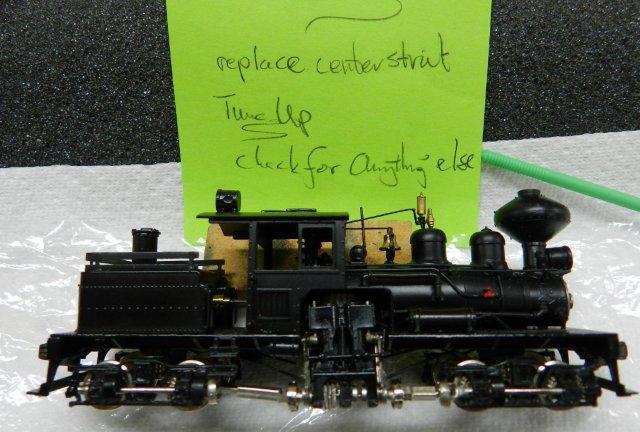 replace center strut
Tune Up
check for anything else